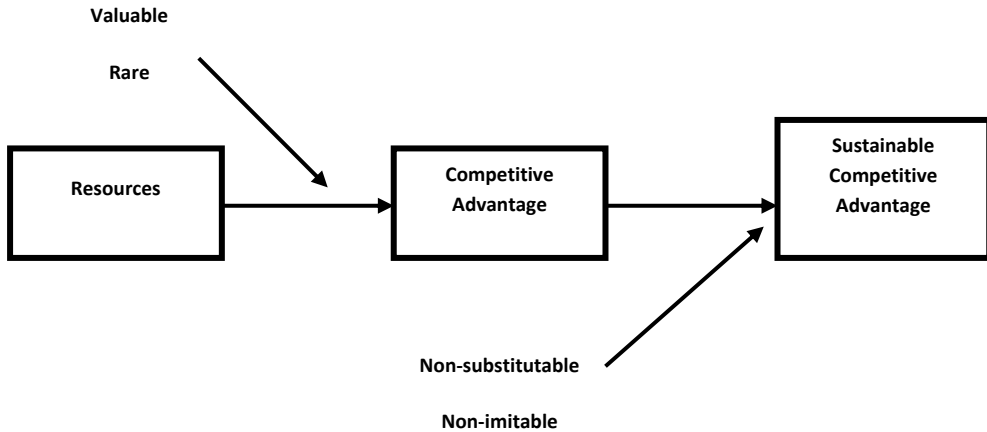 Valuable
Rare
Resources
Competitive
Advantage
Sustainable
Competitive
Advantage
Non-substitutable
Non-imitable